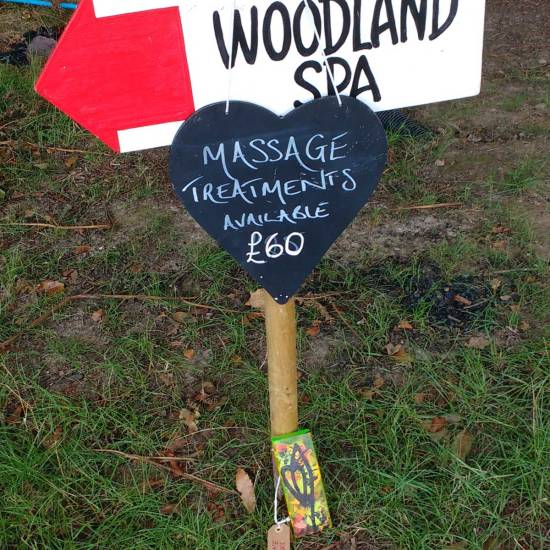 WOODLAND
SPA
MASSAGE
TREATMENTS
AVAILABLE
£60